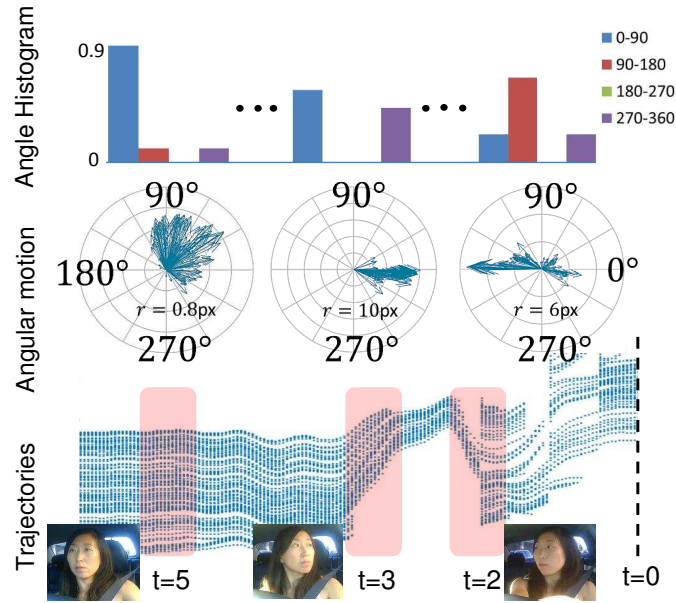 Angle Histogram
0.9
0
0-90
90-180
180-270
270-360
Angular motion
90°
90°
90°
180°
0°
r = 0.8px
r = 10px
r = 6px
270°
270°
270°
Trajectories
t=5
t=3
t=2
t=0